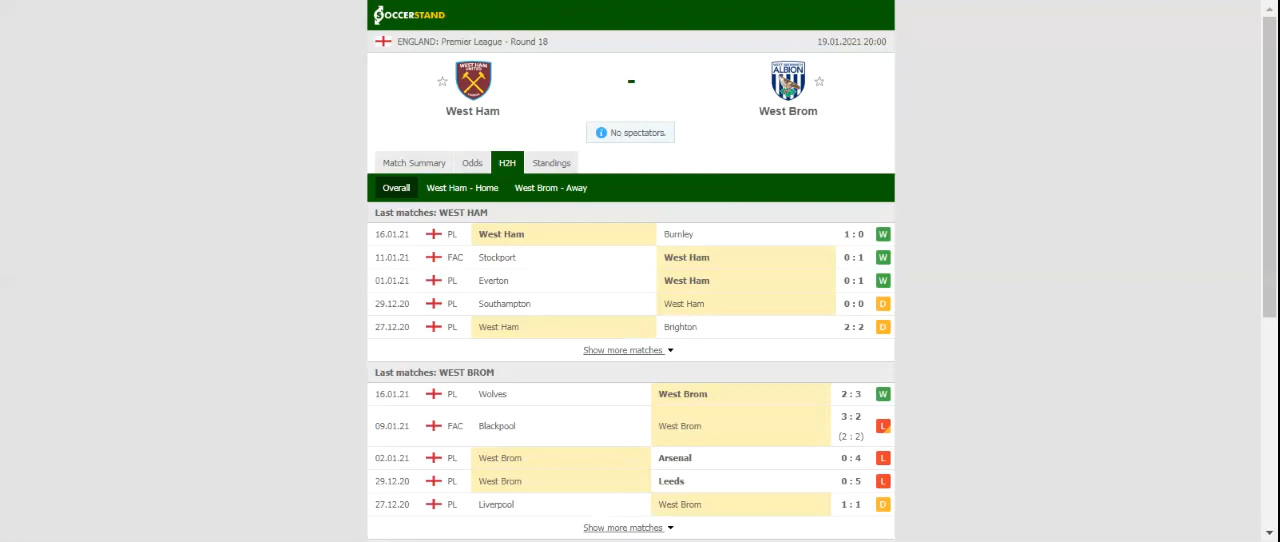 SOCCERSTAND
ENGLAND: Premier League - Round 18 19.01.2021 20:00
-
West Ham West Brom
No spectators.
Match Summary Odds H2H Standings
Overall West Ham - Home West Brom - Away
Last matches: WEST HAM
16.01.21 PL West Ham Burnley 1 : 0 W
11.01.21 FAC Stockport West Ham 0 : 1 W
01.01.21 PL Everton West Ham 0 : 1 W
29.12.20 PL Southampton West Ham 0 : 0 D
27.12.20 PL West Ham Brighton 2 : 2 D
Show more matches
Last matches: WEST BROM
16.01.21 PL Wolves West Brom 2 : 3 W
09.01.21 FAC Blackpool West Brom 3 : 2 L
(2 : 2)
02.01.21 PL West Brom Arsenal 0 : 4 L
29.12.20 PL West Brom Leeds 0 : 5 L
27.12.20 PL Liverpool West Brom 1 : 1 D
Show more matches